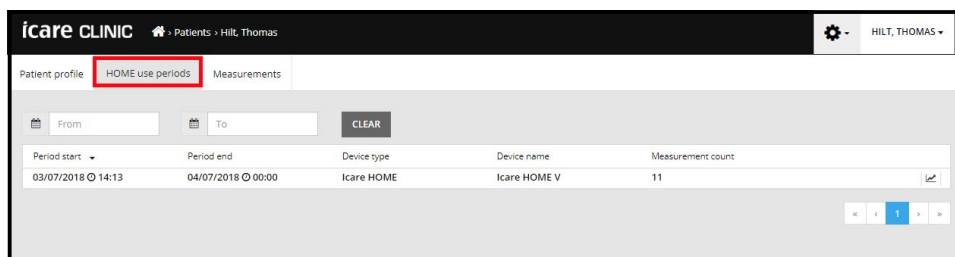 icare CLINIC › Patients › Hilt, Thomas HILT, THOMAS
Patient profile HOME use periods Measurements
From To CLEAR
Period start Period end Device type Device name Measurement count
03/07/2018 14:13 04/07/2018 00:00 Icare HOME Icare HOME V 11
« ‹ 1 › »